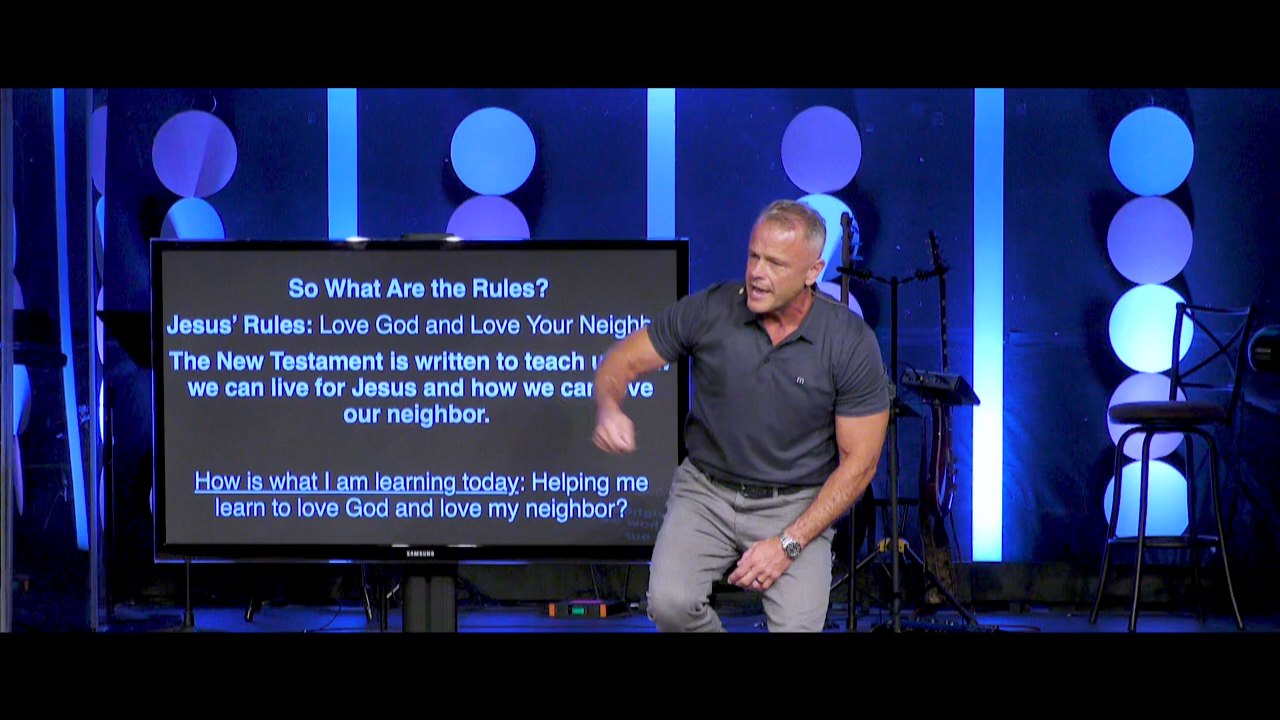 So What Are the Rules?
Jesus' Rules: Love God and Love Your Neighb
The New Testament is written to teach
we can live for Jesus and how we can
our neighbor.
How is what I am learning today: Helping me
learn to love God and love my neighbor?
SAMSUNG
m